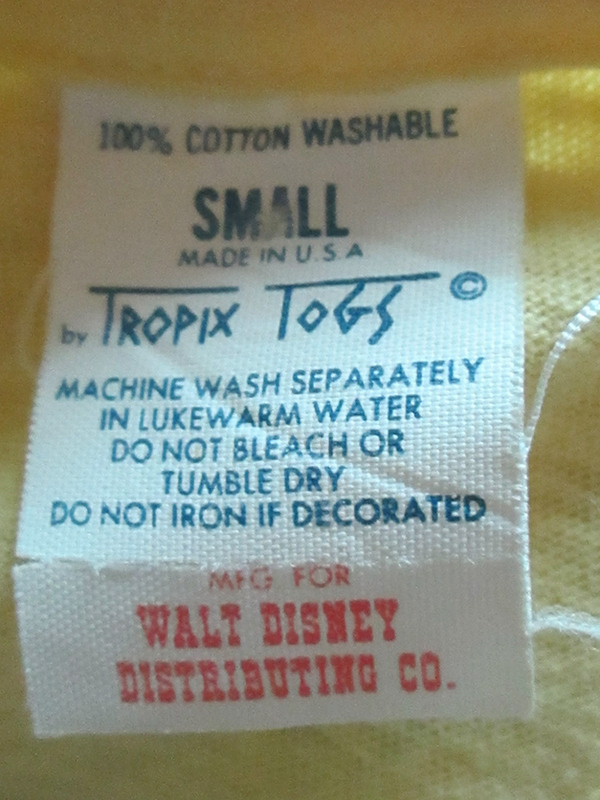 100% COTTON WASHABLE
SMALL
MADE IN U.S.A
by TROPIX TOGS ©
MACHINE WASH SEPARATELY
IN LUKEWARM WATER
DO NOT BLEACH OR
TUMBLE DRY
DO NOT IRON IF DECORATED
MFG FOR
WALT DISNEY
DISTRIBUTING CO.